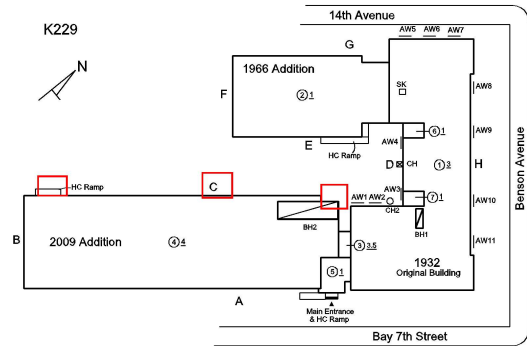 14th Avenue
K229
N
G
AW5 AW6 AW7
1966 Addition
F
② 1
SK
AW8
⑥ 1
AW9
AW4
E
HC Ramp
D
CH
① 3
H
Benson Avenue
HC Ramp
C
AW3
AW1 AW2
CH2
⑦ 1
AW10
BH2
BH1
B
2009 Addition
④ 4
③ 3.5
AW11
1932
Original Building
⑤ 1
A
Main Entrance
& HC Ramp
Bay 7th Street